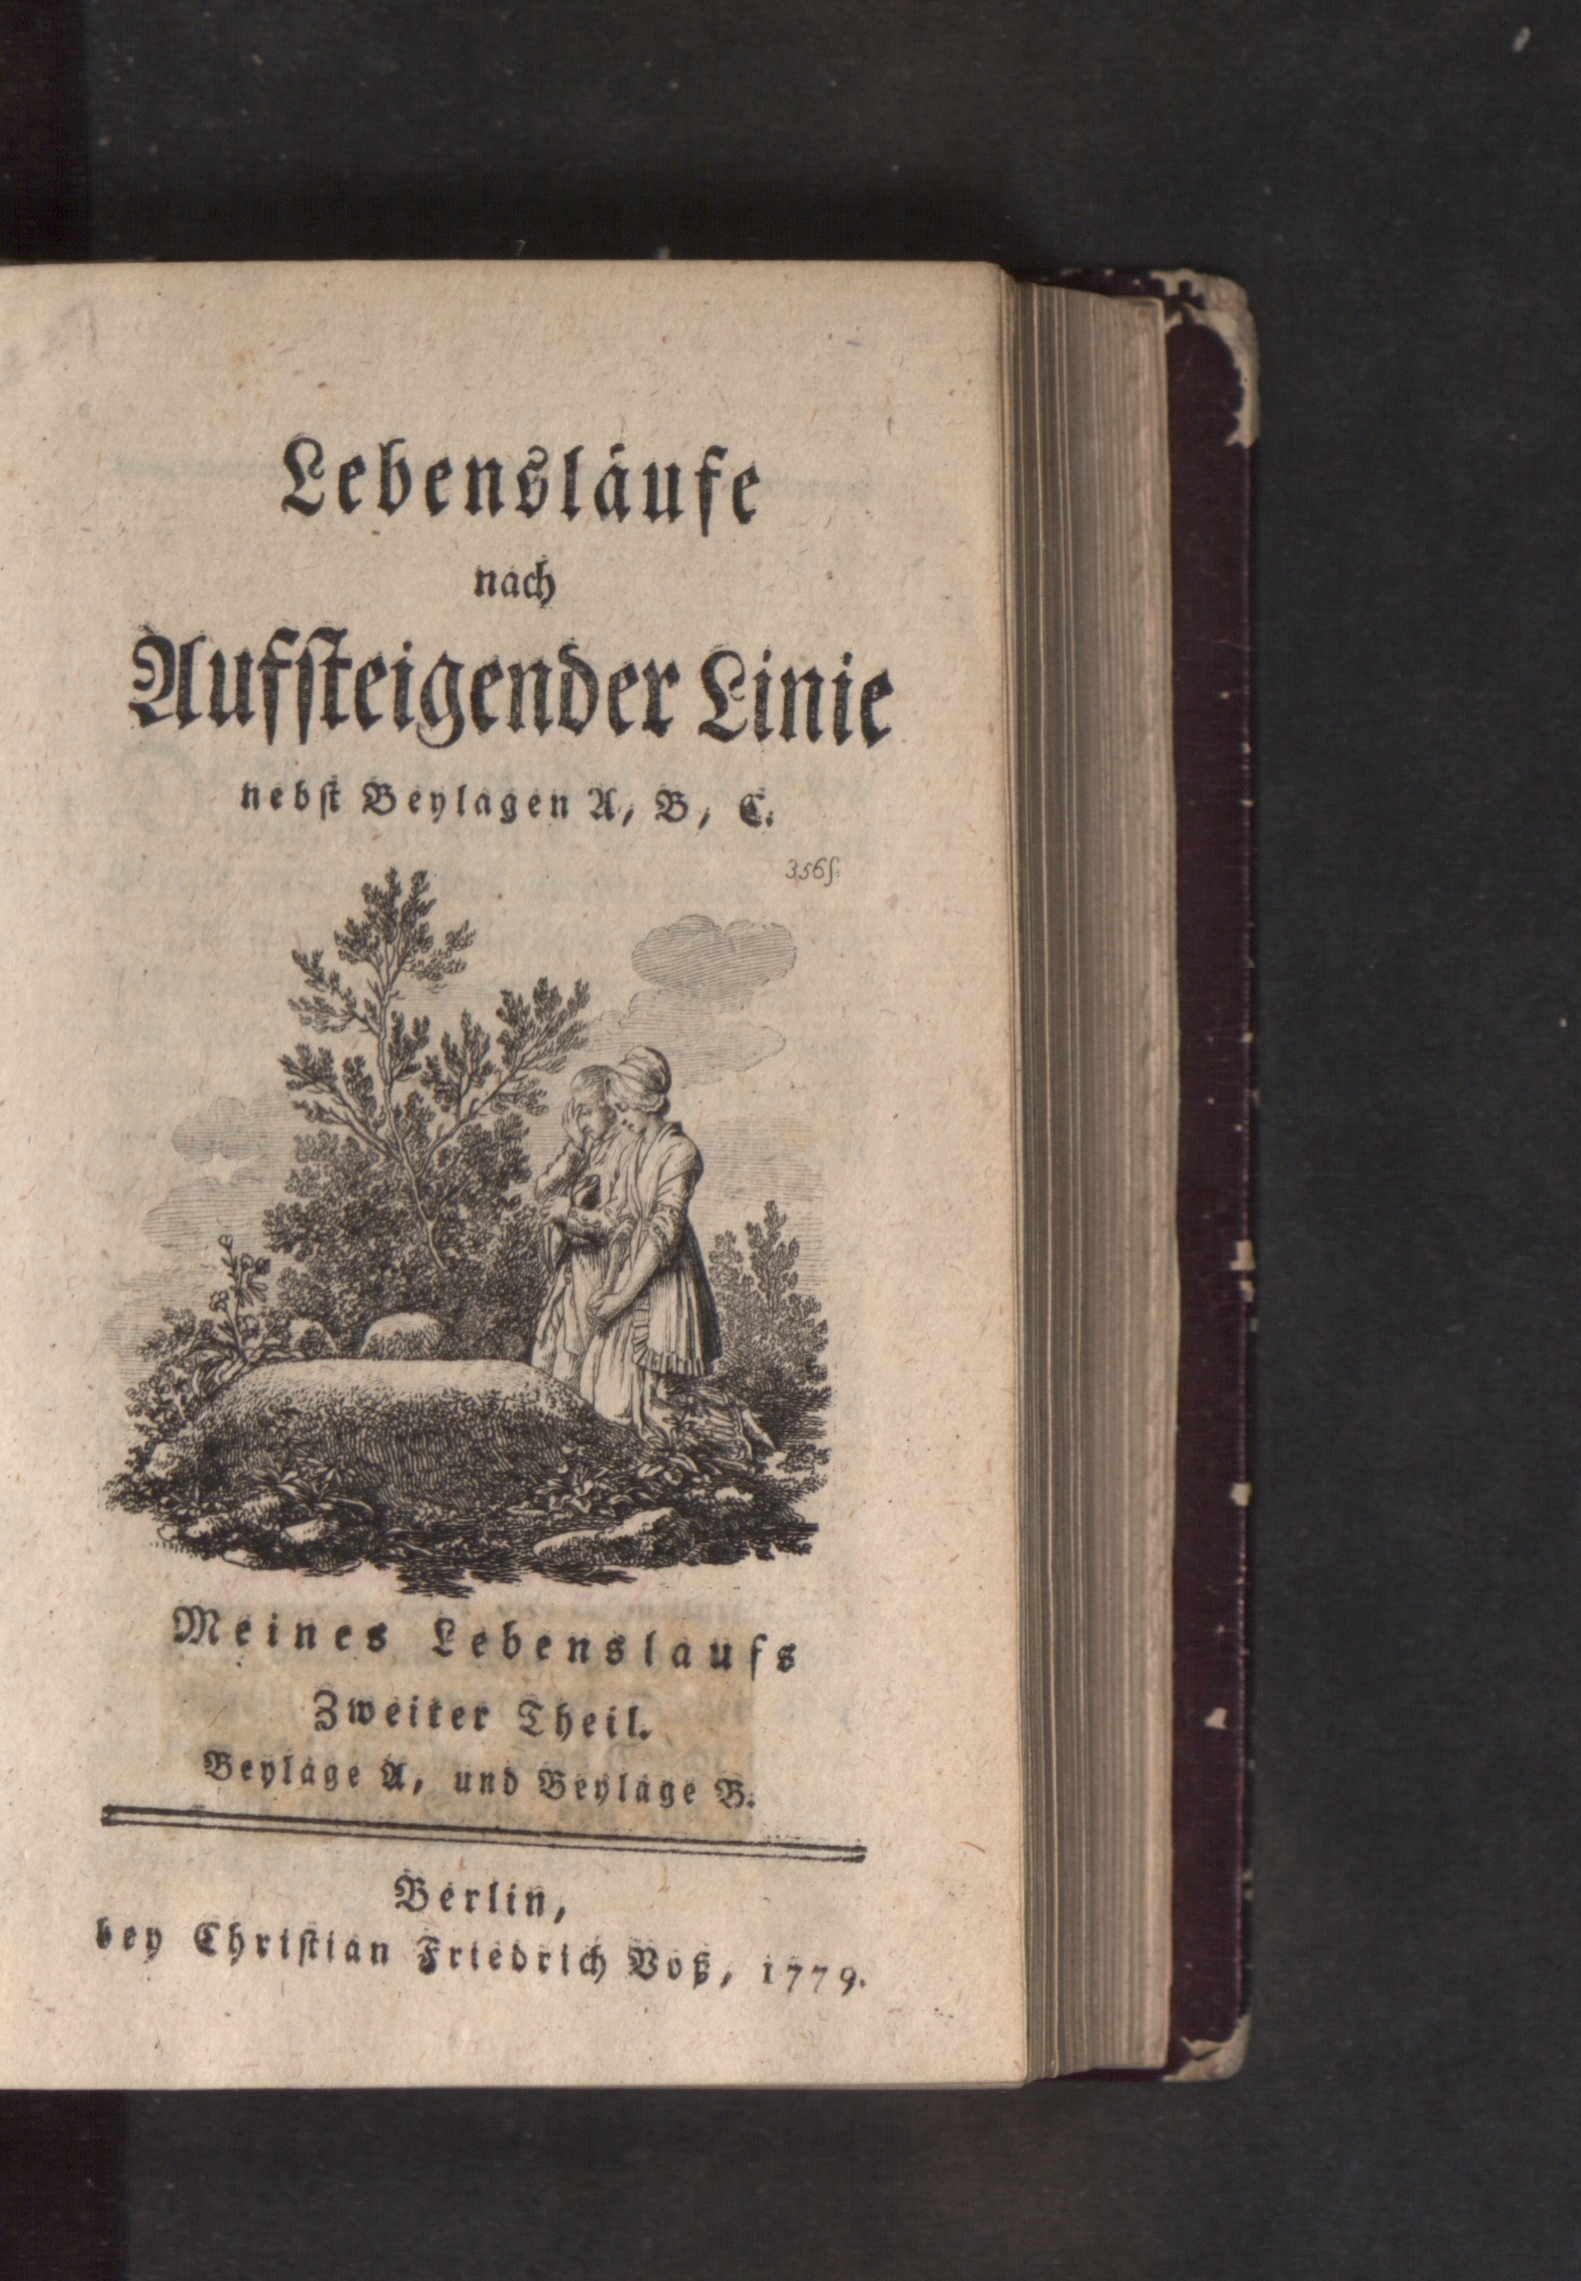 Lebensläufe
nach
Aufsteigender Linie
nebst Beylagen A, B, C.
356 f.
Meines Lebenslaufs
Zweiter Theil.
Beylage A, und Beylage B.
Berlin,
bey Christian Friedrich Voß, 1779.